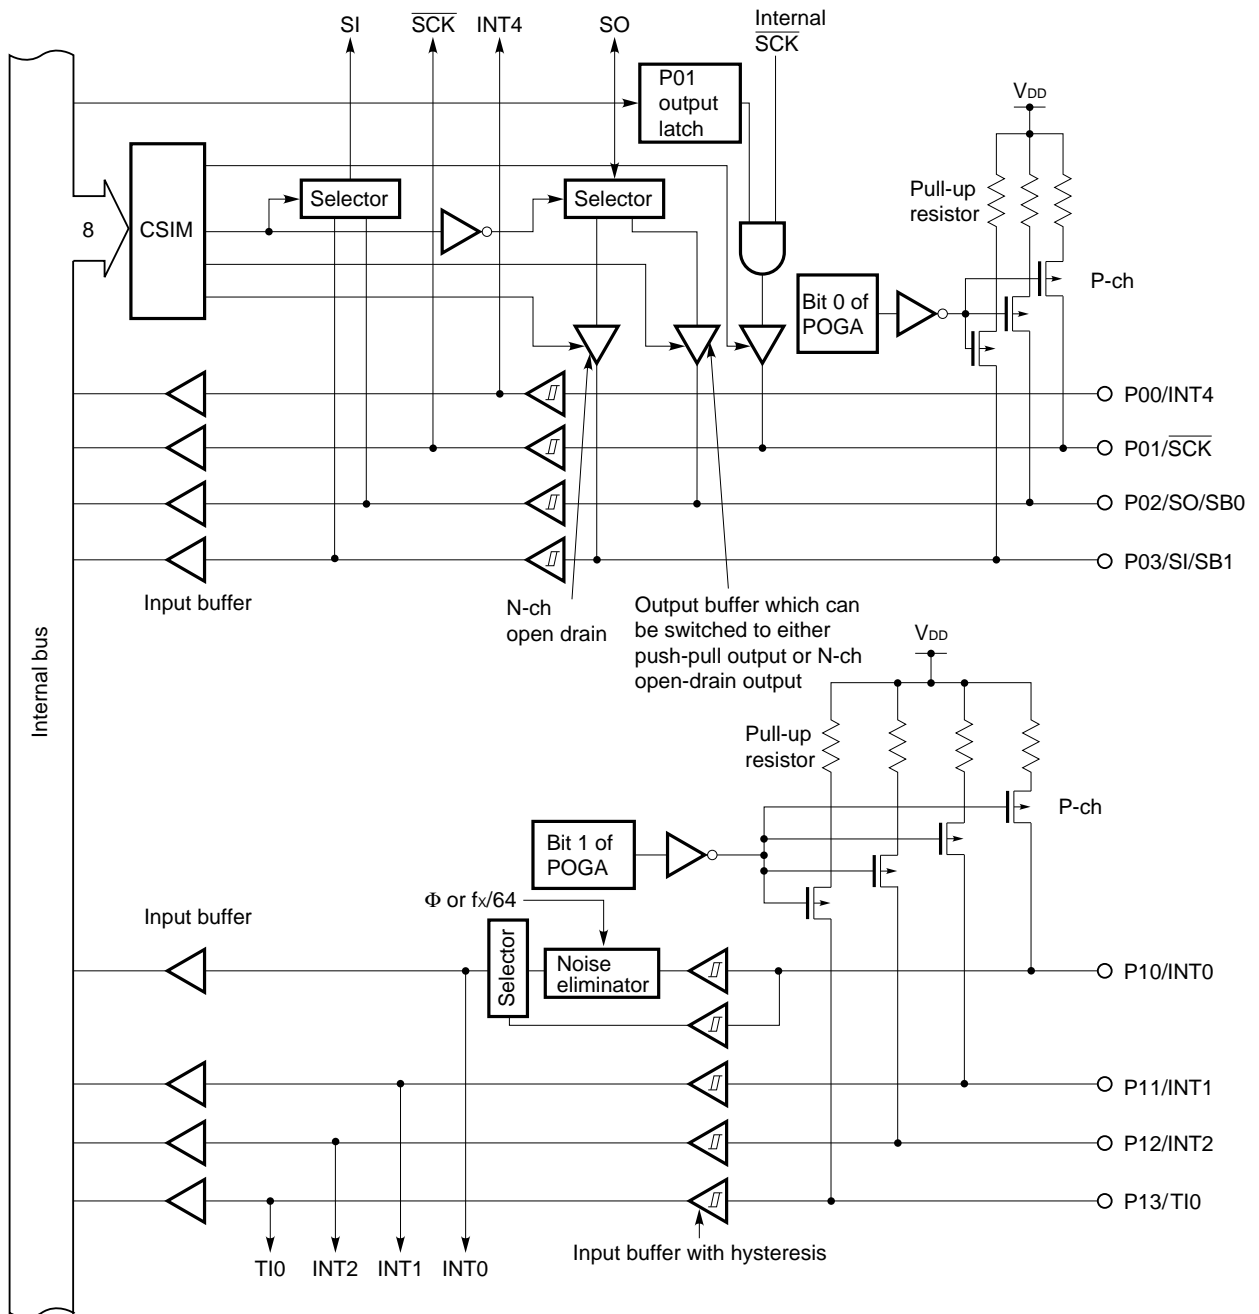 SI
SCK
INT4
SO
Internal
SCK
P01
output
latch
VDD
Selector
Selector
Pull-up
resistor
8
CSIM
P-ch
Bit 0 of
POGA
P00/INT4
P01/SCK
P02/SO/SB0
P03/SI/SB1
Input buffer
N-ch
open drain
Output buffer which can
be switched to either
push-pull output or N-ch
open-drain output
VDD
Internal bus
Pull-up
resistor
P-ch
Bit 1 of
POGA
Φ or fx/64
Input buffer
Selector
Noise
eliminator
P10/INT0
P11/INT1
P12/INT2
P13/TI0
Input buffer with hysteresis
TI0
INT2
INT1
INT0